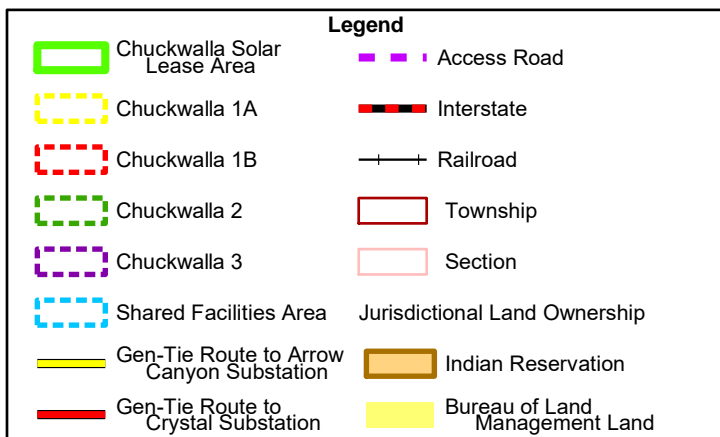 Legend
Chuckwalla Solar
Lease Area
Chuckwalla 1A
Chuckwalla 1B
Chuckwalla 2
Chuckwalla 3
Shared Facilities Area
Gen-Tie Route to Arrow
Canyon Substation
Gen-Tie Route to
Crystal Substation
Access Road
Interstate
Railroad
Township
Section
Jurisdictional Land Ownership
Indian Reservation
Bureau of Land
Management Land